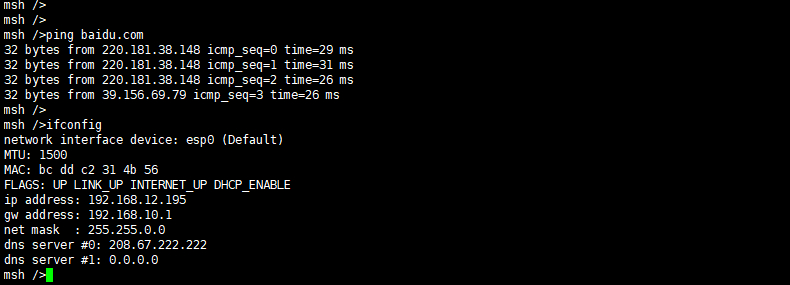 msh />
msh />
msh />ping baidu.com
32 bytes from 220.181.38.148 icmp_seq=0 time=29 ms
32 bytes from 220.181.38.148 icmp_seq=1 time=31 ms
32 bytes from 220.181.38.148 icmp_seq=2 time=26 ms
32 bytes from 39.156.69.79 icmp_seq=3 time=26 ms
msh />
msh />ifconfig
network interface device: esp0 (Default)
MTU: 1500
MAC: bc dd c2 31 4b 56
FLAGS: UP LINK_UP INTERNET_UP DHCP_ENABLE
ip address: 192.168.12.195
gw address: 192.168.10.1
net mask  : 255.255.0.0
dns server #0: 208.67.222.222
dns server #1: 0.0.0.0
msh />